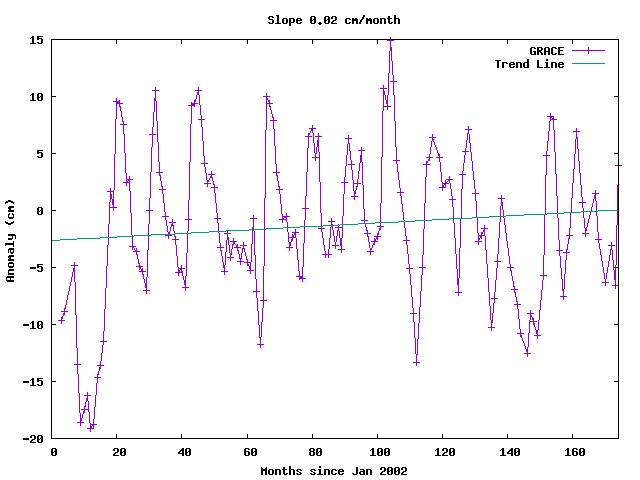 Slope 0.02 cm/month
15
GRACE
Trend Line
10
5
0
-5
-10
-15
-20
Anomaly (cm)
0 20 40 60 80 100 120 140 160
Months since Jan 2002